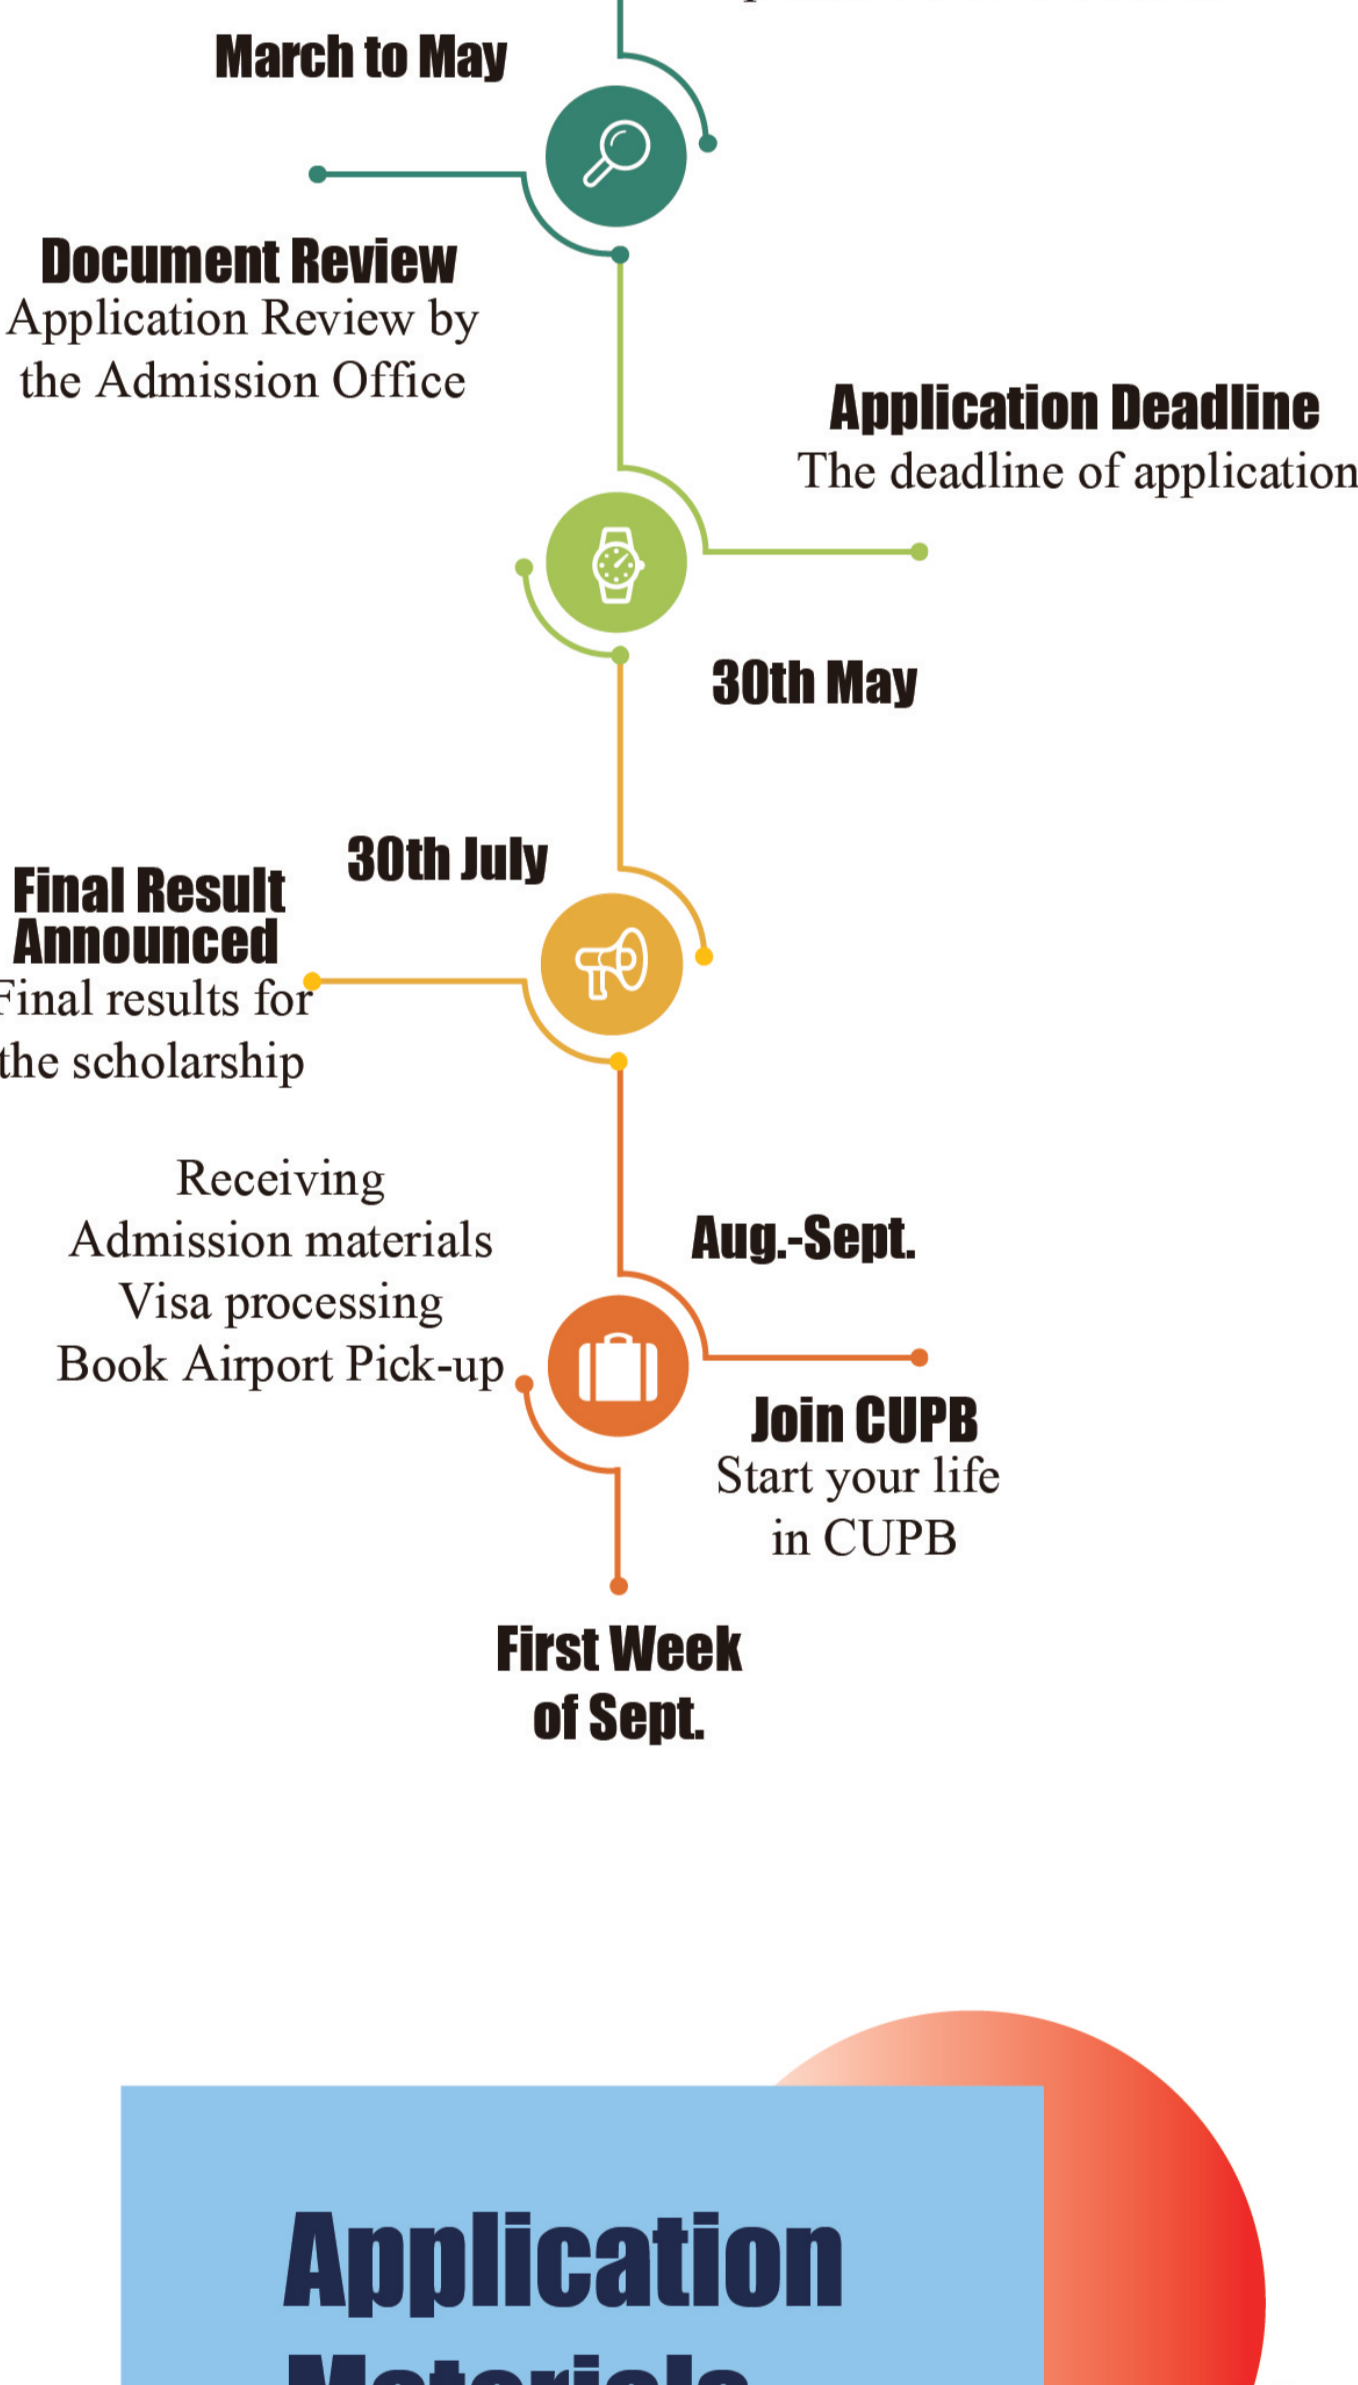 March to May
Document Review
Application Review by
the Admission Office
Application Deadline
The deadline of application
30th May
30th July
Final Result
Announced
Final results for
the scholarship
Receiving
Admission materials
Visa processing
Book Airport Pick-up
Aug.-Sept.
Join CUPB
Start your life
in CUPB
First Week
of Sept.
Application
Materials